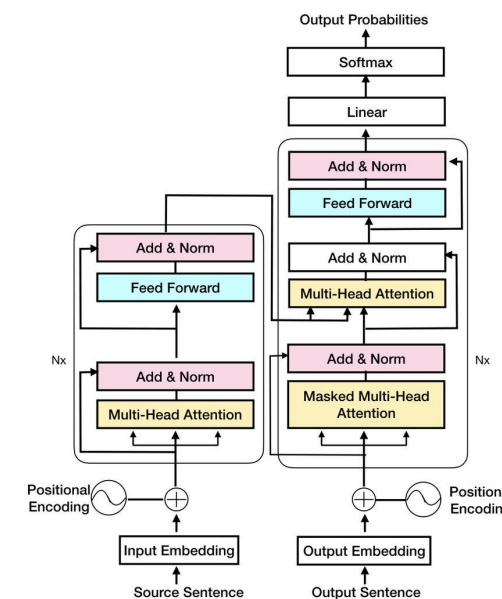 Output Probabilities
Softmax
Linear
Add & Norm
Feed Forward
Add & Norm
Multi-Head Attention
Add & Norm
Masked Multi-Head
Attention
Nx
Add & Norm
Feed Forward
Add & Norm
Multi-Head Attention
Nx
Positional
Encoding
Position
Encodin
Input Embedding
Output Embedding
Source Sentence
Output Sentence